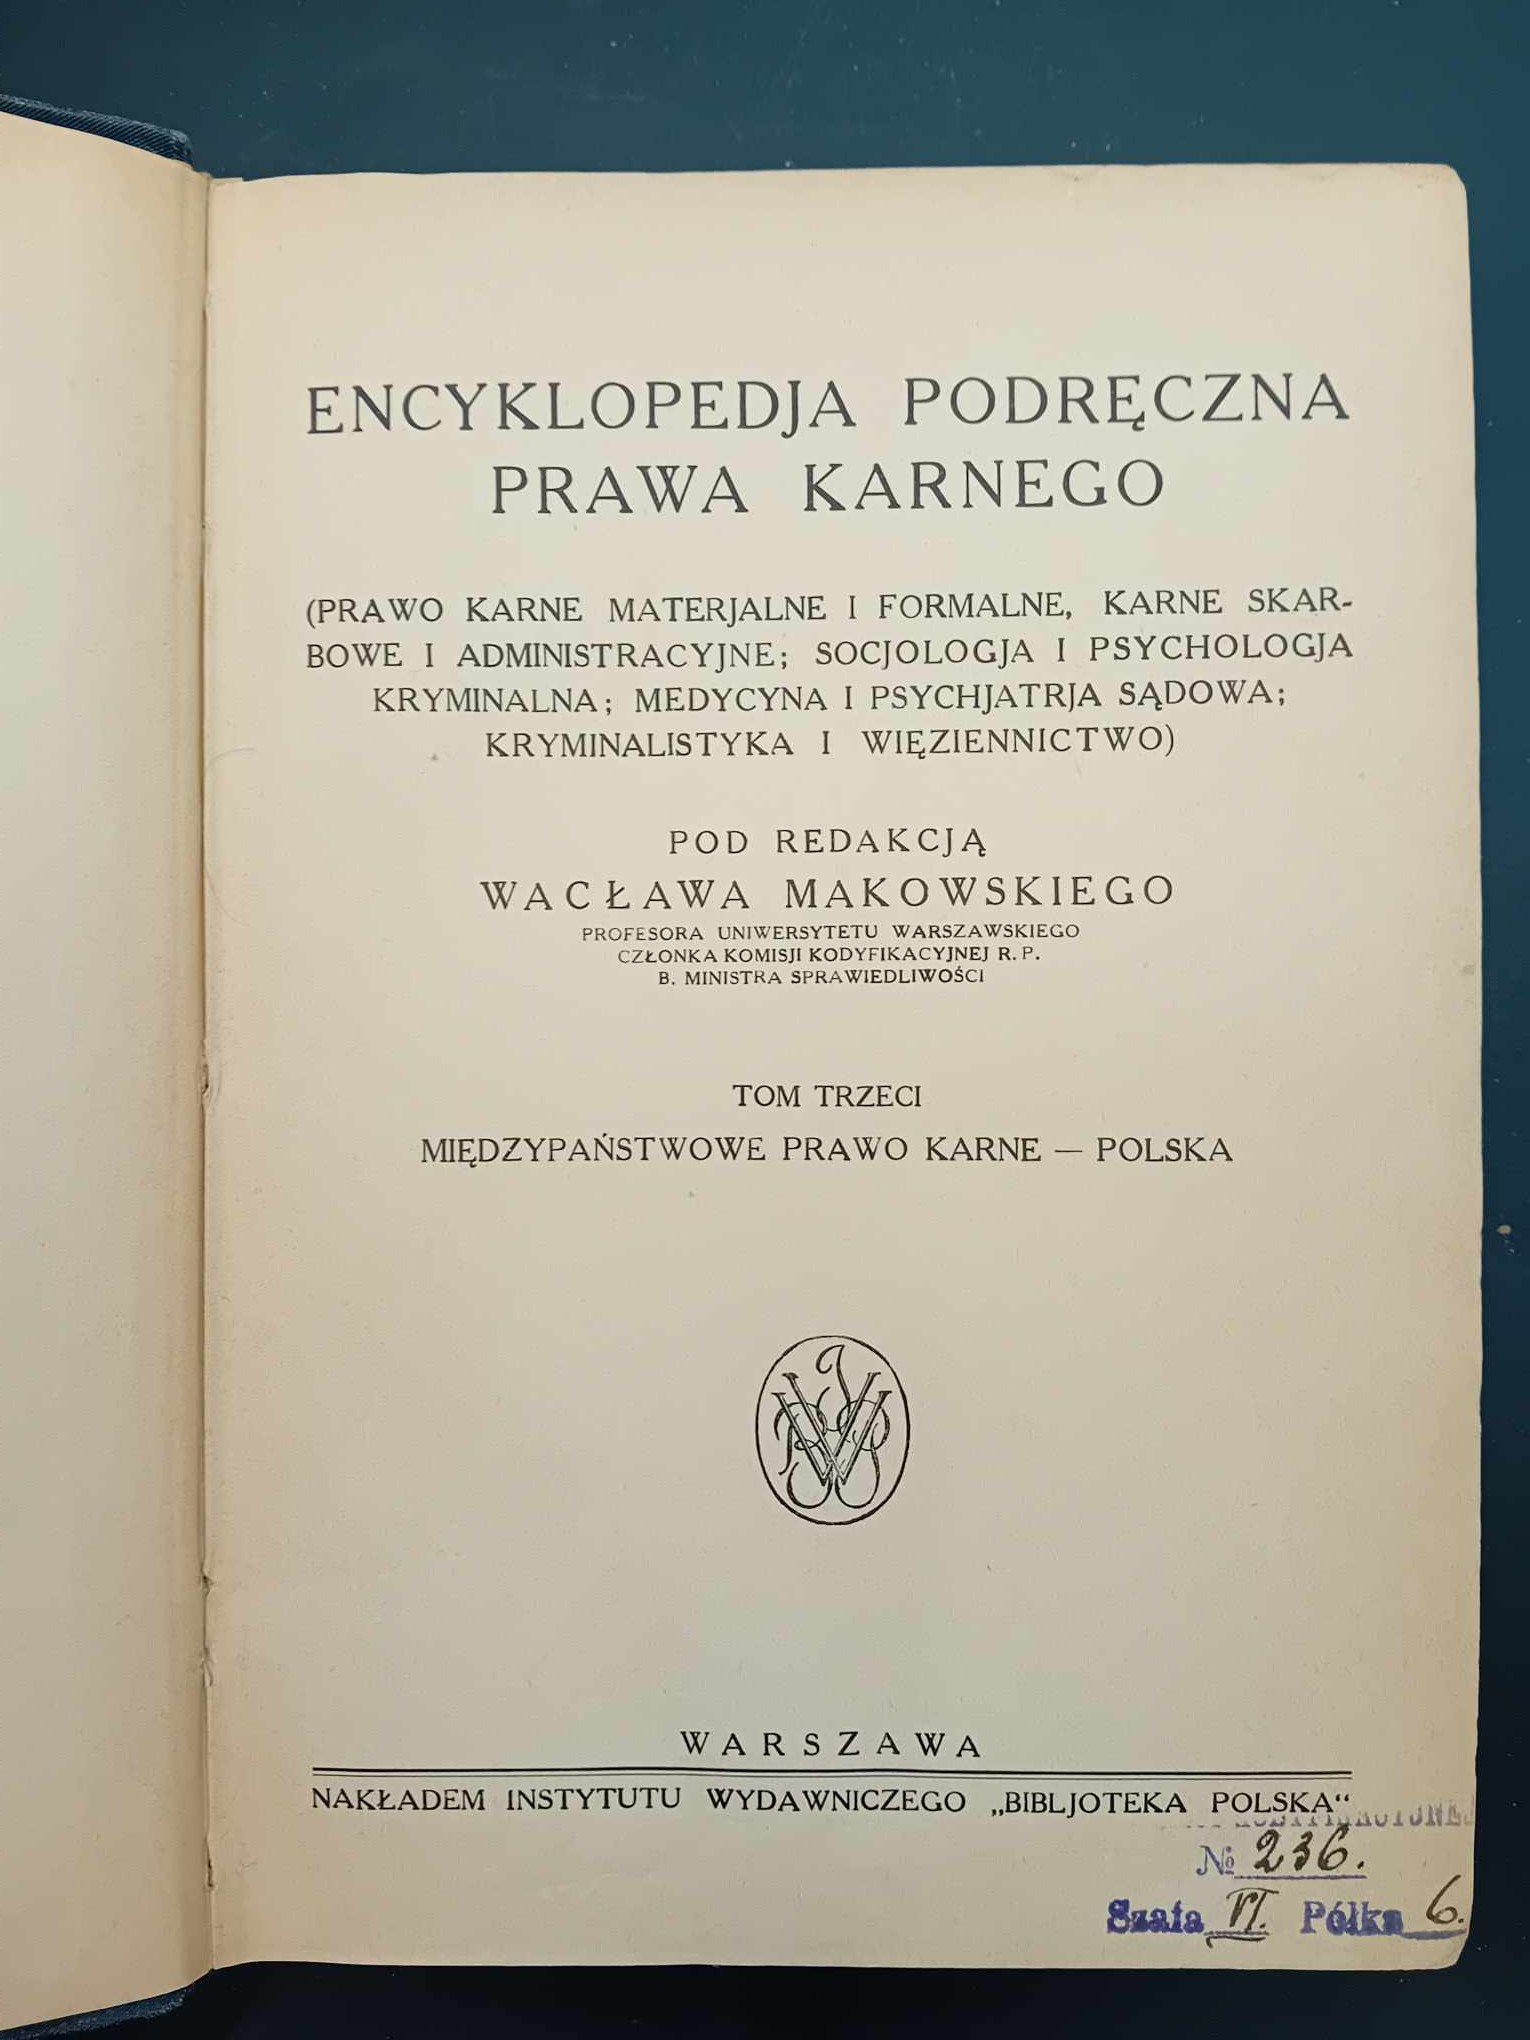 ENCYKLOPEDJA PODRĘCZNA
PRAWA KARNEGO
(PRAWO KARNE MATERJALNE I FORMALNE, KARNE SKAR-
BOWE I ADMINISTRACYJNE; SOCJOLOGJA I PSYCHOLOGJA
KRYMINALNA; MEDYCYNA I PSYCHJATRJA SĄDOWA;
KRYMINALISTYKA I WIĘZIENNICTWO)
POD REDAKCJĄ
WACŁAWA MAKOWSKIEGO
PROFESORA UNIWERSYTETU WARSZAWSKIEGO
CZŁONKA KOMISJI KODYFIKACYJNEJ R. P.
B. MINISTRA SPRAWIEDLIWOŚCI
TOM TRZECI
MIĘDZYPAŃSTWOWE PRAWO KARNE — POLSKA
WARSZAWA
NAKŁADEM INSTYTUTU WYDAWNICZEGO „BIBLJOTEKA POLSKA“
№ 236.
Szafa VI. Półka 6.